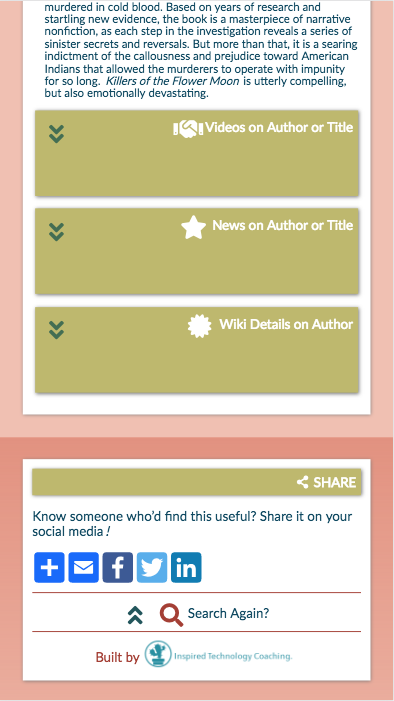 murdered in cold blood. Based on years of research and
startling new evidence, the book is a masterpiece of narrative
nonfiction, as each step in the investigation reveals a series of
sinister secrets and reversals. But more than that, it is a searing
indictment of the callousness and prejudice toward American
Indians that allowed the murderers to operate with impunity
for so long. Killers of the Flower Moon is utterly compelling,
but also emotionally devastating.
Videos on Author or Title
News on Author or Title
Wiki Details on Author
SHARE
Know someone who'd find this useful? Share it on your
social media !
Search Again?
Built by Inspired Technology Coaching.